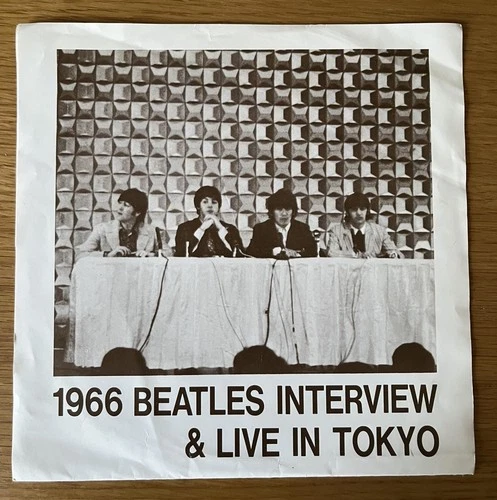 1966 BEATLES INTERVIEW
& LIVE IN TOKYO